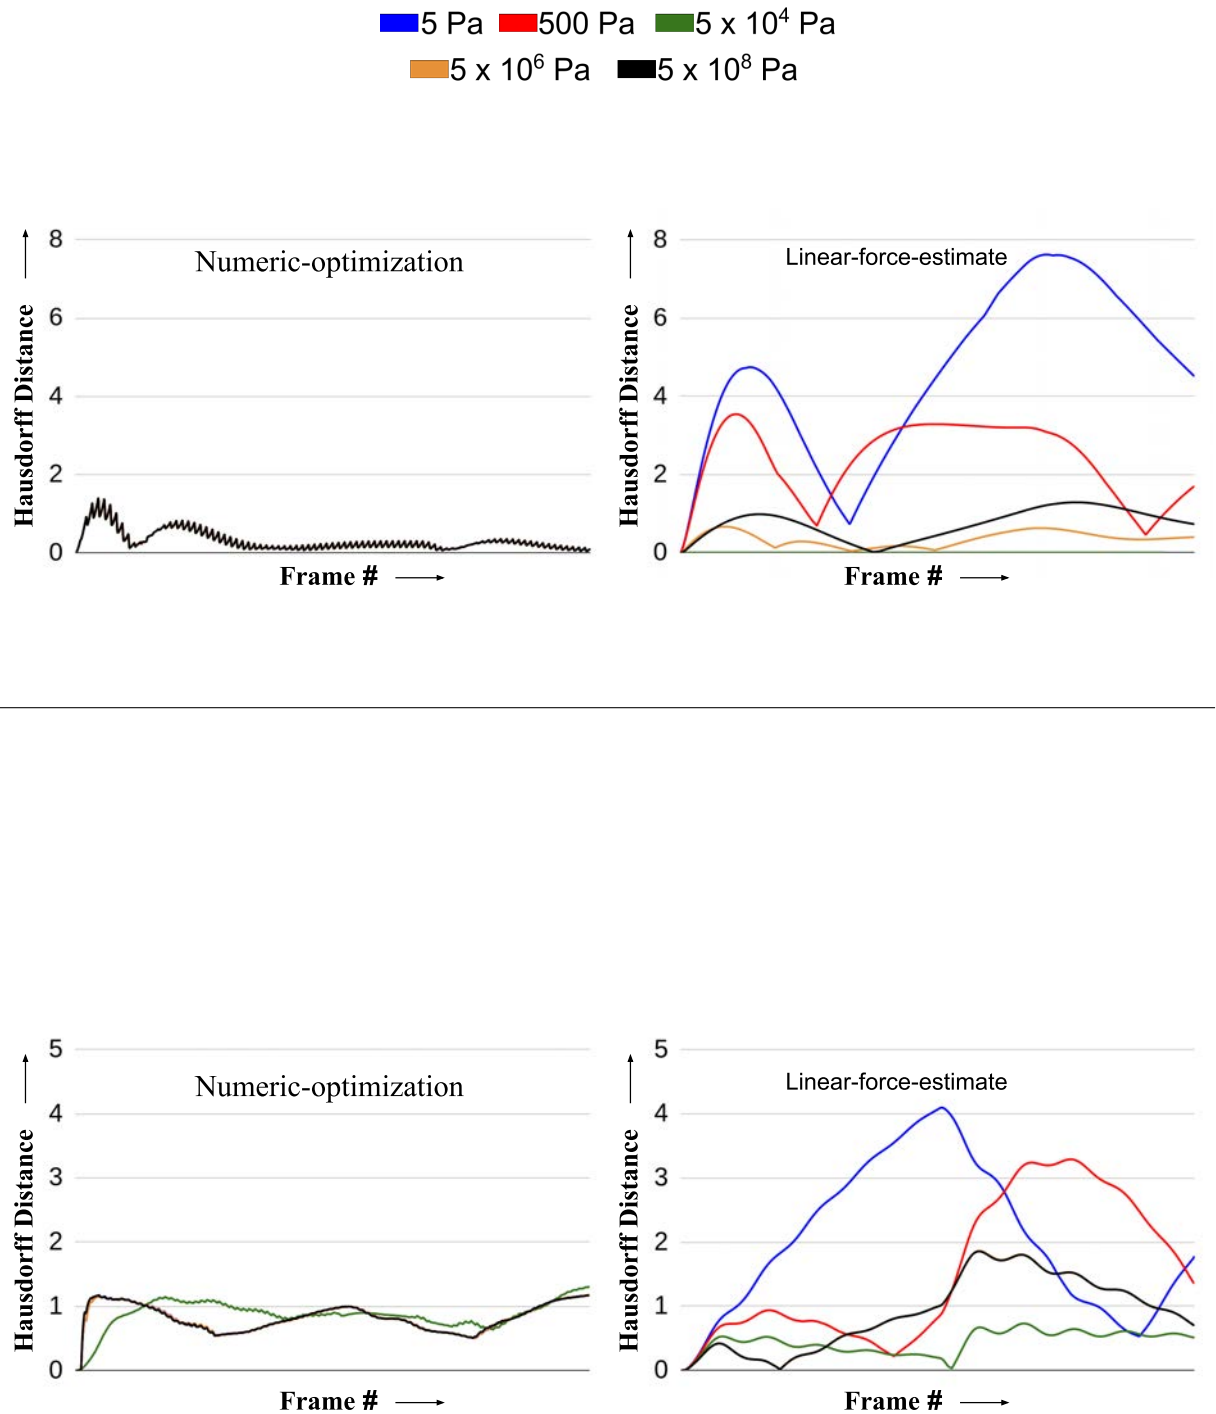 5 Pa 500 Pa 5 x 10⁴ Pa
5 x 10⁶ Pa 5 x 10⁸ Pa
Numeric-optimization
Hausdorff Distance
8
6
4
2
0
Frame #
Linear-force-estimate
Hausdorff Distance
8
6
4
2
0
Frame #
Numeric-optimization
Hausdorff Distance
5
4
3
2
1
0
Frame #
Linear-force-estimate
Hausdorff Distance
5
4
3
2
1
0
Frame #